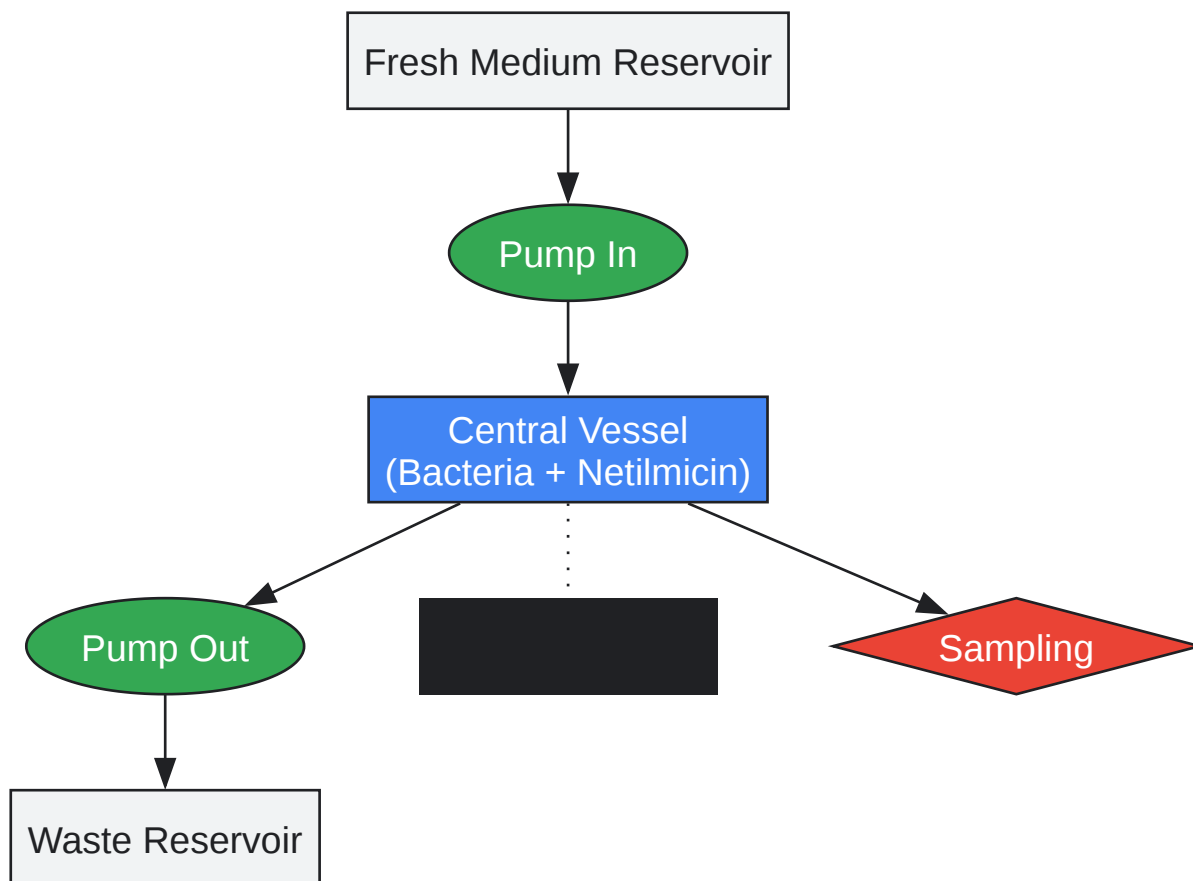 Fresh Medium Reservoir
Pump In
Central Vessel
(Bacteria + Netilmicin)
Pump Out
Sampling
Waste Reservoir